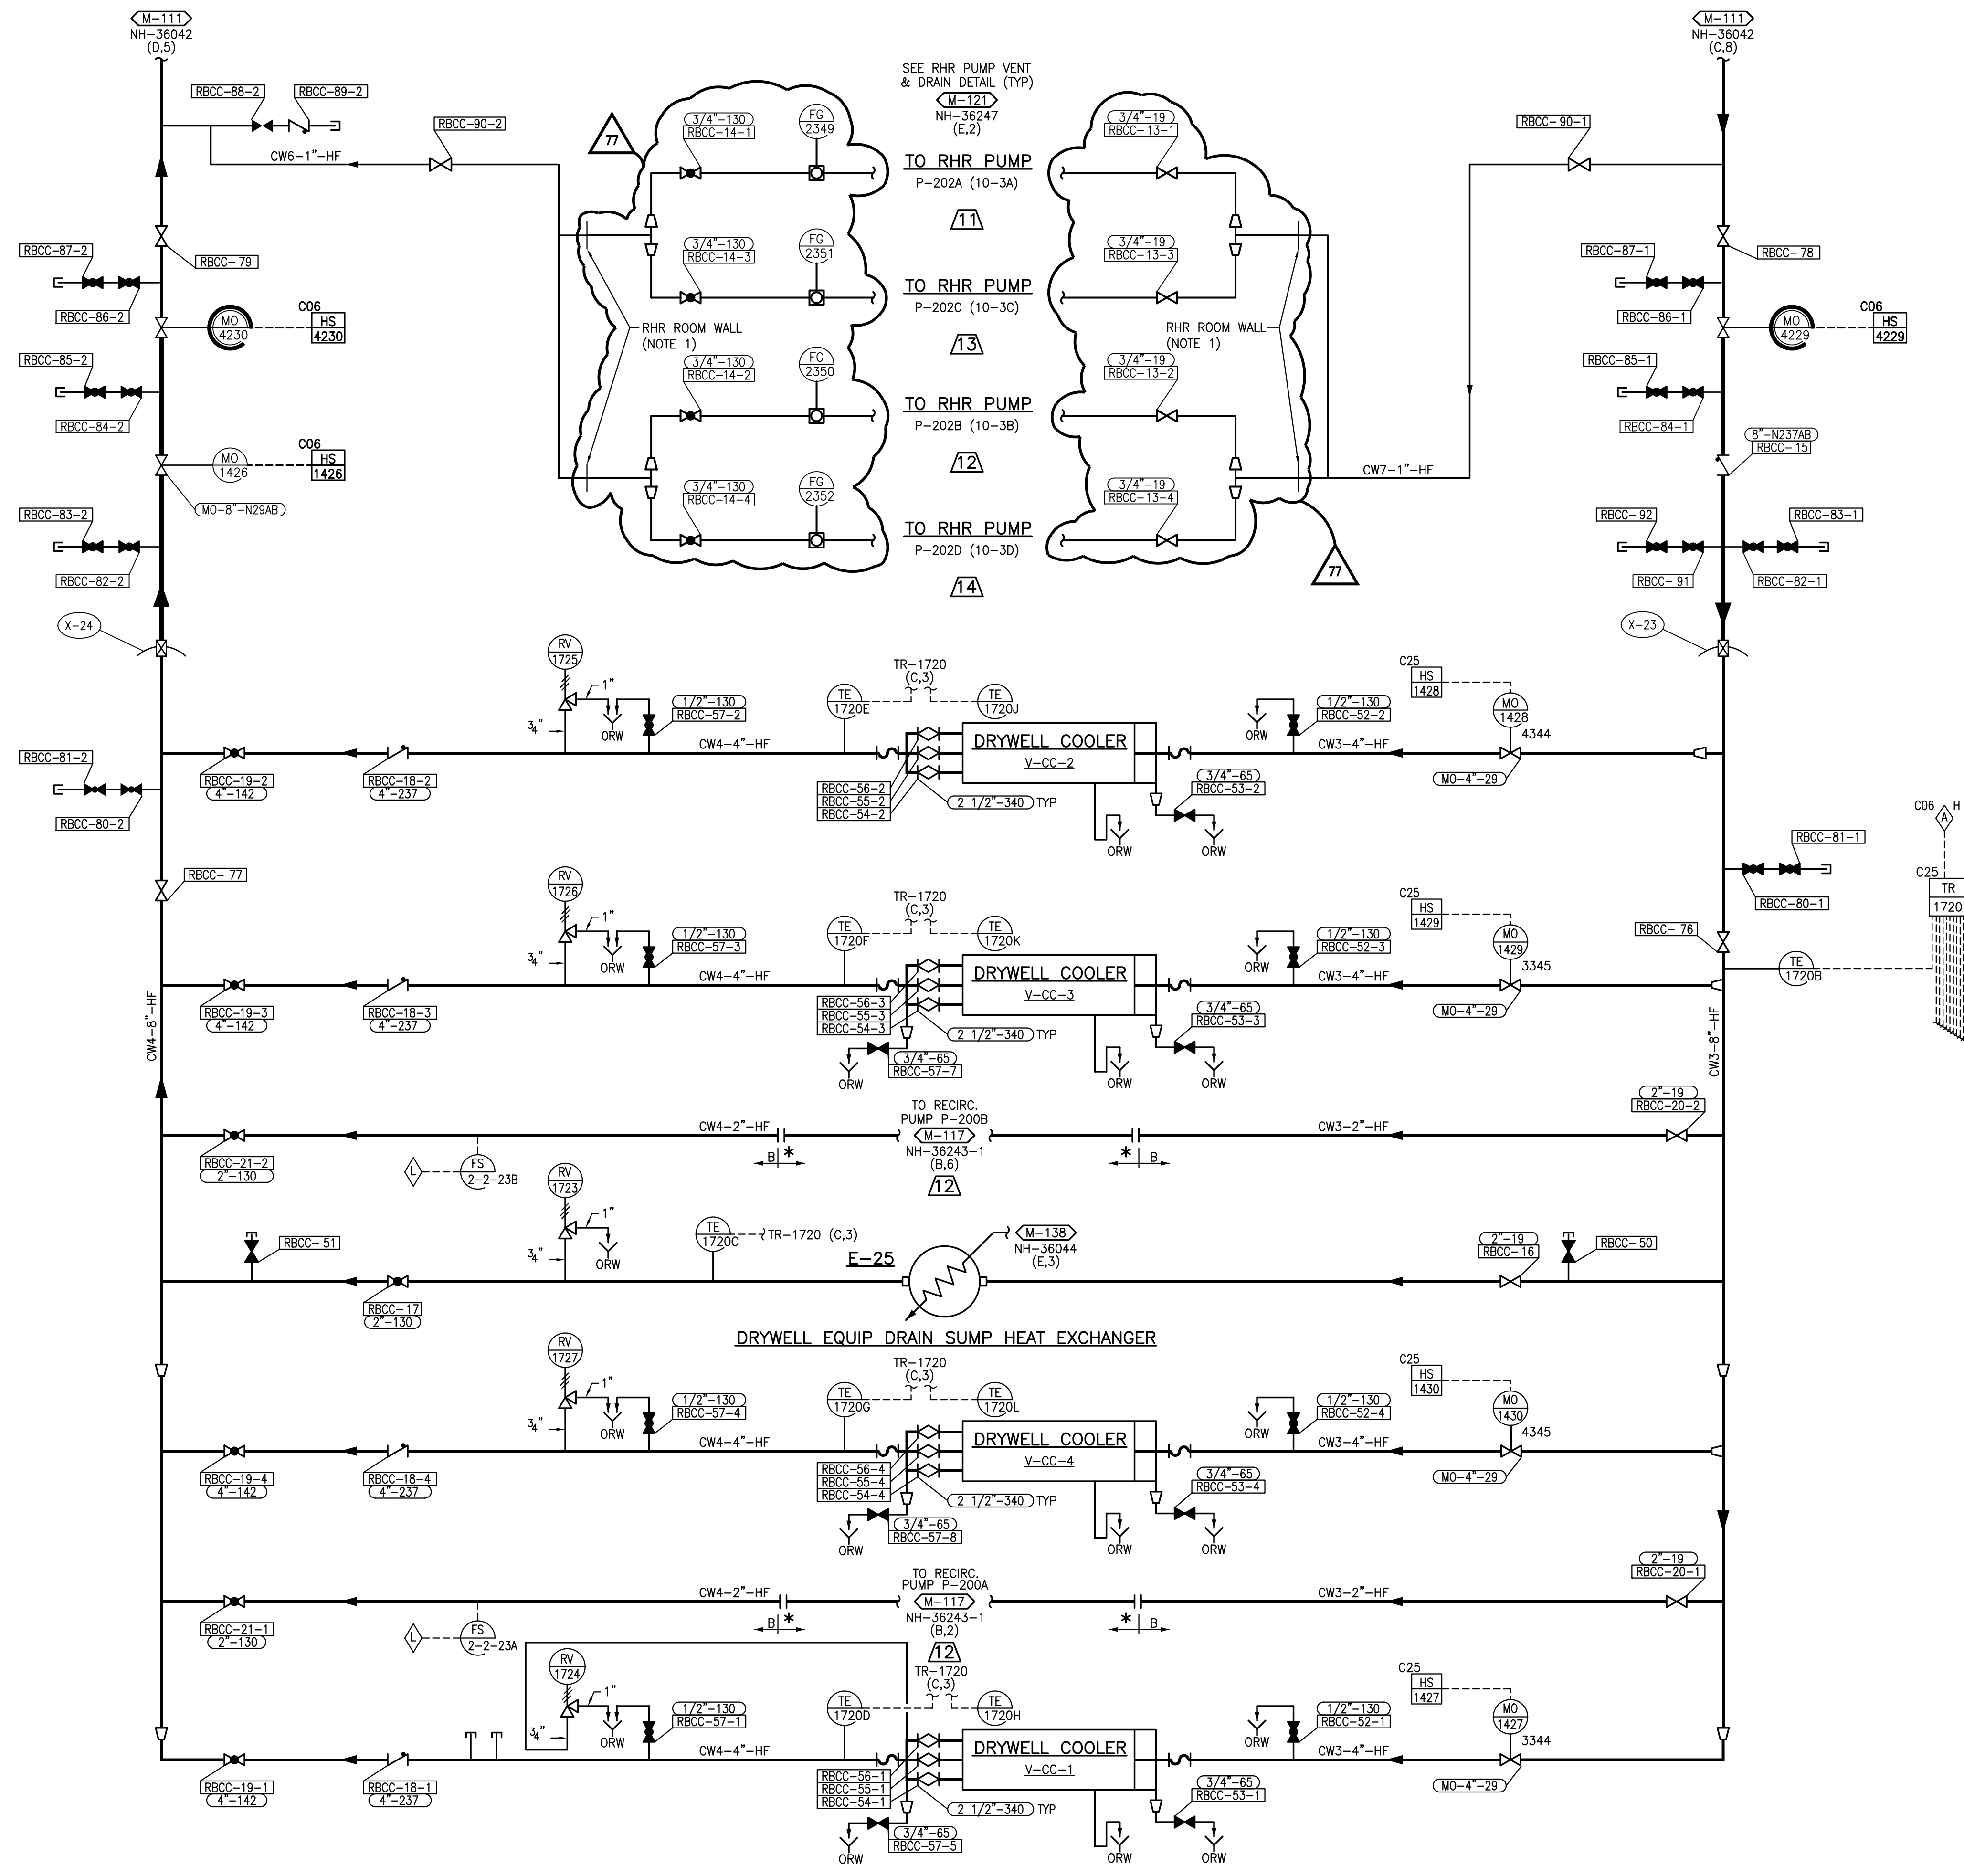 M-111
NH-36042
(D,5)
M-111
NH-36042
(C,8)
SEE RHR PUMP VENT
& DRAIN DETAIL (TYP)
M-121
NH-36247
(E,2)
RBCC-88-2
RBCC-89-2
RBCC-90-2
CW6-1"-HF
77
3/4"-130
RBCC-14-1
FG
2349
TO RHR PUMP
P-202A (10-3A)
11
3/4"-19
RBCC-13-1
RBCC-90-1
RBCC-87-2
RBCC-79
RBCC-86-2
MO
4230
C06
HS
4230
3/4"-130
RBCC-14-3
FG
2351
TO RHR PUMP
P-202C (10-3C)
13
3/4"-19
RBCC-13-3
RHR ROOM WALL
(NOTE 1)
RHR ROOM WALL
(NOTE 1)
RBCC-87-1
RBCC-78
RBCC-86-1
MO
4229
C06
HS
4229
RBCC-85-2
RBCC-84-2
3/4"-130
RBCC-14-2
FG
2350
TO RHR PUMP
P-202B (10-3B)
12
3/4"-19
RBCC-13-2
RBCC-85-1
RBCC-84-1
8"-N237AB
RBCC-15
MO
1426
C06
HS
1426
MO-8"-N29AB
3/4"-130
RBCC-14-4
FG
2352
TO RHR PUMP
P-202D (10-3D)
14
3/4"-19
RBCC-13-4
CW7-1"-HF
77
RBCC-83-2
RBCC-82-2
RBCC-92
RBCC-83-1
RBCC-91
RBCC-82-1
X-24
X-23
RV
1725
1"
3/4"
ORW
1/2"-130
RBCC-57-2
CW4-4"-HF
TR-1720
(C,3)
TE
1720E
TE
1720J
DRYWELL COOLER
V-CC-2
1/2"-130
RBCC-52-2
ORW
CW3-4"-HF
C25
HS
1428
MO
1428
4344
MO-4"-29
RBCC-81-2
RBCC-80-2
RBCC-19-2
4"-142
RBCC-18-2
4"-237
RBCC-56-2
RBCC-55-2
RBCC-54-2
2 1/2"-340 TYP
3/4"-65
RBCC-53-2
ORW
ORW
C06
H
A
C25
TR
1720
RBCC-81-1
RBCC-80-1
RBCC-77
RBCC-76
TE
1720B
RV
1726
1"
3/4"
ORW
1/2"-130
RBCC-57-3
CW4-4"-HF
TR-1720
(C,3)
TE
1720F
TE
1720K
DRYWELL COOLER
V-CC-3
1/2"-130
RBCC-52-3
ORW
CW3-4"-HF
C25
HS
1429
MO
1429
3345
MO-4"-29
CW4-8"-HF
CW3-8"-HF
RBCC-19-3
4"-142
RBCC-18-3
4"-237
RBCC-56-3
RBCC-55-3
RBCC-54-3
2 1/2"-340 TYP
3/4"-65
RBCC-57-7
ORW
3/4"-65
RBCC-53-3
ORW
ORW
TO RECIRC.
PUMP P-200B
M-117
NH-36243-1
(B,6)
12
CW4-2"-HF
CW3-2"-HF
2"-19
RBCC-20-2
RBCC-21-2
2"-130
L
FS
2-2-23B
B *
* B
RV
1723
1"
3/4"
ORW
RBCC-51
RBCC-17
2"-130
TE
1720C
TR-1720 (C,3)
E-25
M-138
NH-36044
(E,3)
2"-19
RBCC-16
RBCC-50
DRYWELL EQUIP DRAIN SUMP HEAT EXCHANGER
RV
1727
1"
3/4"
ORW
1/2"-130
RBCC-57-4
CW4-4"-HF
TR-1720
(C,3)
TE
1720G
TE
1720L
DRYWELL COOLER
V-CC-4
1/2"-130
RBCC-52-4
ORW
CW3-4"-HF
C25
HS
1430
MO
1430
4345
MO-4"-29
RBCC-19-4
4"-142
RBCC-18-4
4"-237
RBCC-56-4
RBCC-55-4
RBCC-54-4
2 1/2"-340 TYP
3/4"-65
RBCC-57-8
ORW
3/4"-65
RBCC-53-4
ORW
ORW
TO RECIRC.
PUMP P-200A
M-117
NH-36243-1
(B,2)
12
CW4-2"-HF
CW3-2"-HF
2"-19
RBCC-20-1
RBCC-21-1
2"-130
L
FS
2-2-23A
B *
* B
RV
1724
1"
3/4"
ORW
1/2"-130
RBCC-57-1
CW4-4"-HF
TR-1720
(C,3)
TE
1720D
TE
1720H
DRYWELL COOLER
V-CC-1
1/2"-130
RBCC-52-1
ORW
CW3-4"-HF
C25
HS
1427
MO
1427
3344
MO-4"-29
RBCC-19-1
4"-142
RBCC-18-1
4"-237
RBCC-56-1
RBCC-55-1
RBCC-54-1
2 1/2"-340 TYP
3/4"-65
RBCC-57-5
ORW
3/4"-65
RBCC-53-1
ORW
ORW